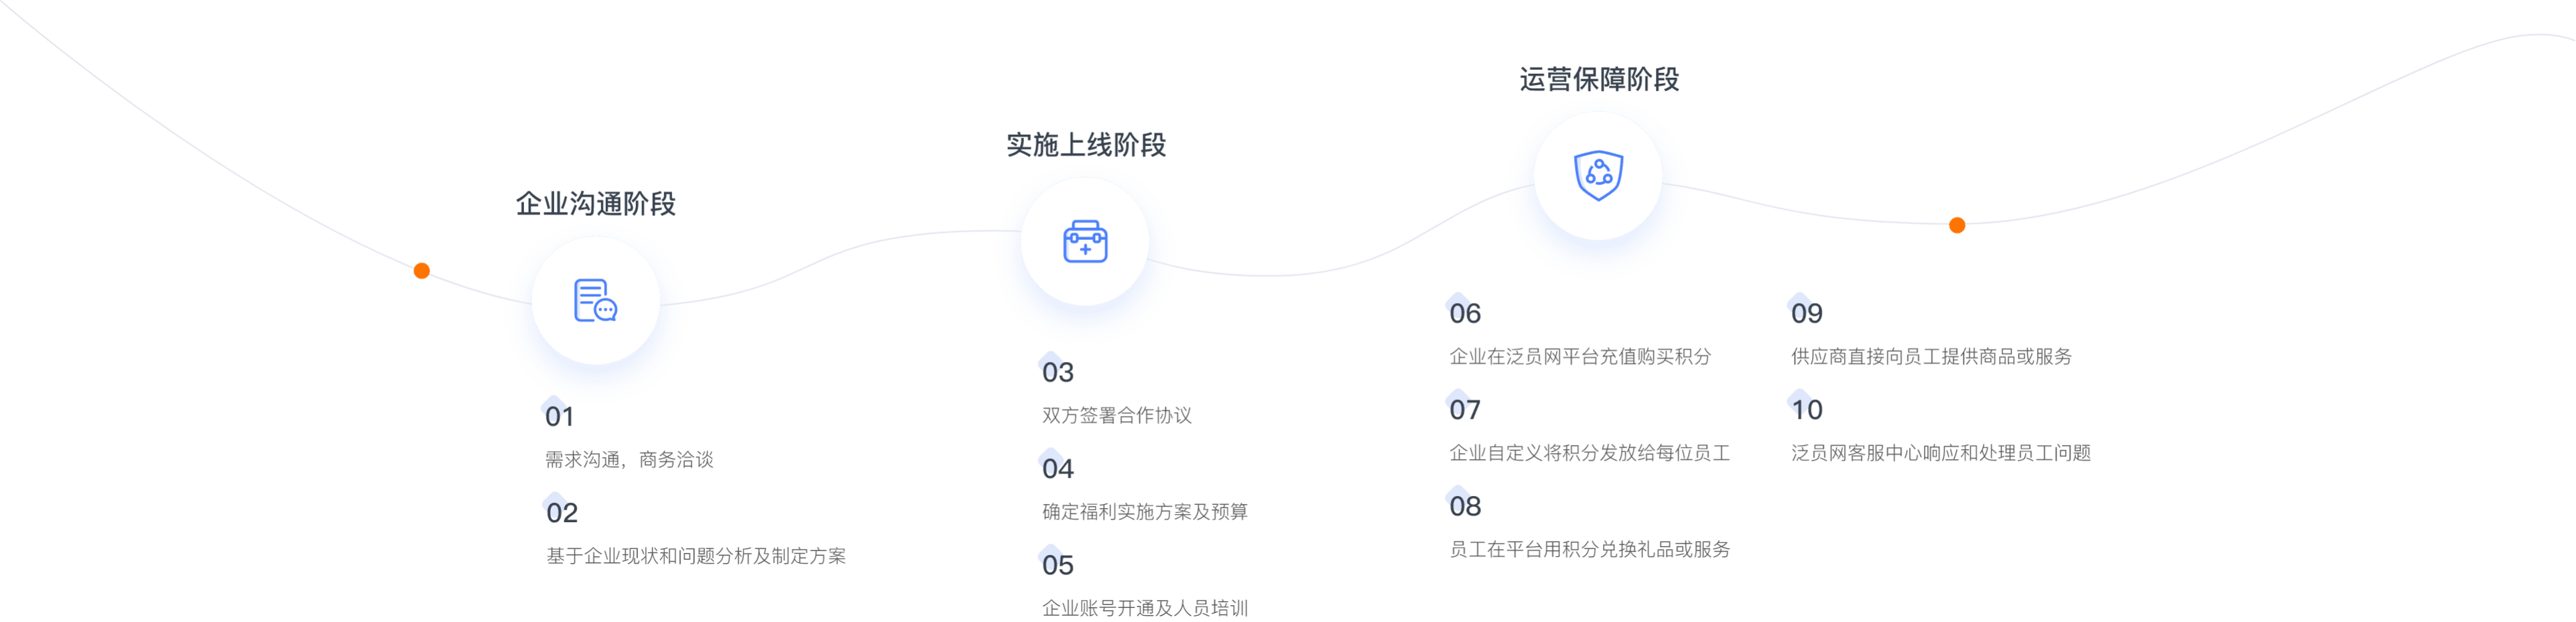 企业沟通阶段
01
需求沟通，商务洽谈
02
基于企业现状和问题分析及制定方案
实施上线阶段
03
双方签署合作协议
04
确定福利实施方案及预算
05
企业账号开通及人员培训
运营保障阶段
06
企业在泛员网平台充值购买积分
07
企业自定义将积分发放给每位员工
08
员工在平台用积分兑换礼品或服务
09
供应商直接向员工提供商品或服务
10
泛员网客服中心响应和处理员工问题